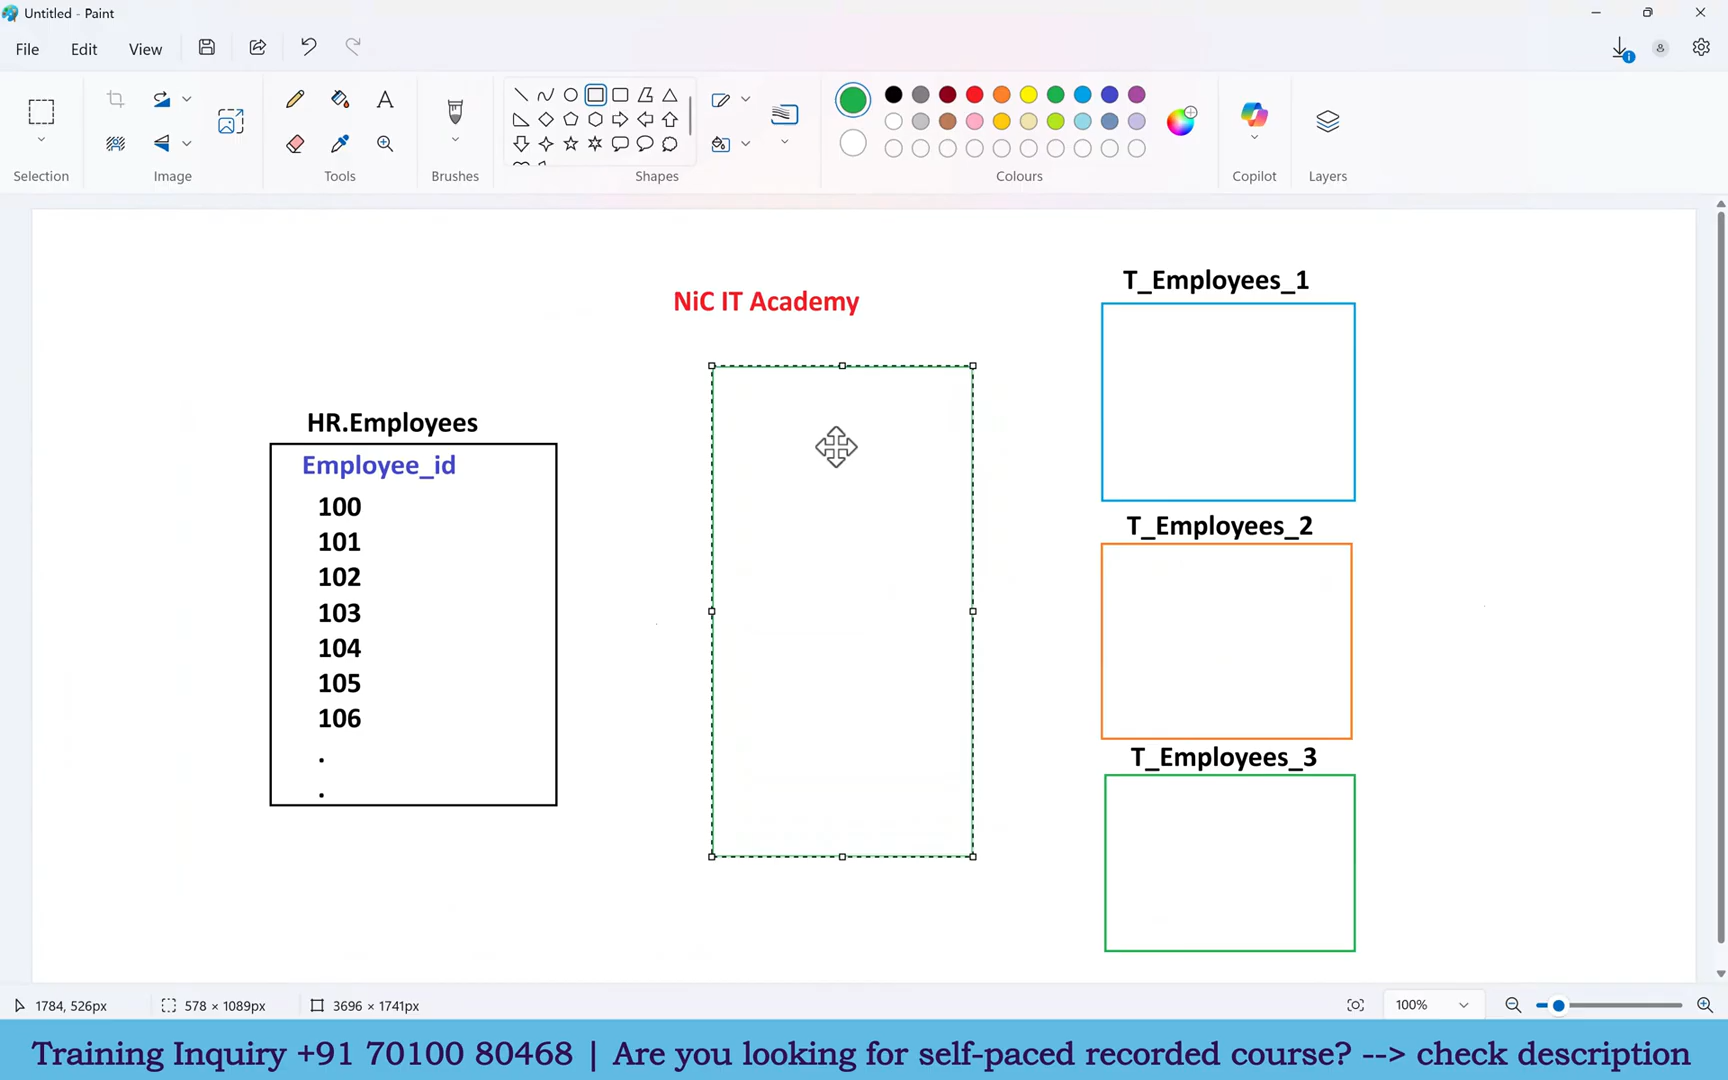 Untitled - Paint
File
Edit
View
Selection
Image
Tools
Brushes
Shapes
Colours
Copilot
Layers
NiC IT Academy
HR.Employees
Employee_id
100
101
102
103
104
105
106
.
.
T_Employees_1
T_Employees_2
T_Employees_3
1784, 526px
578 × 1089px
3696 × 1741px
100%
Training Inquiry +91 70100 80468 | Are you looking for self-paced recorded course? --> check description